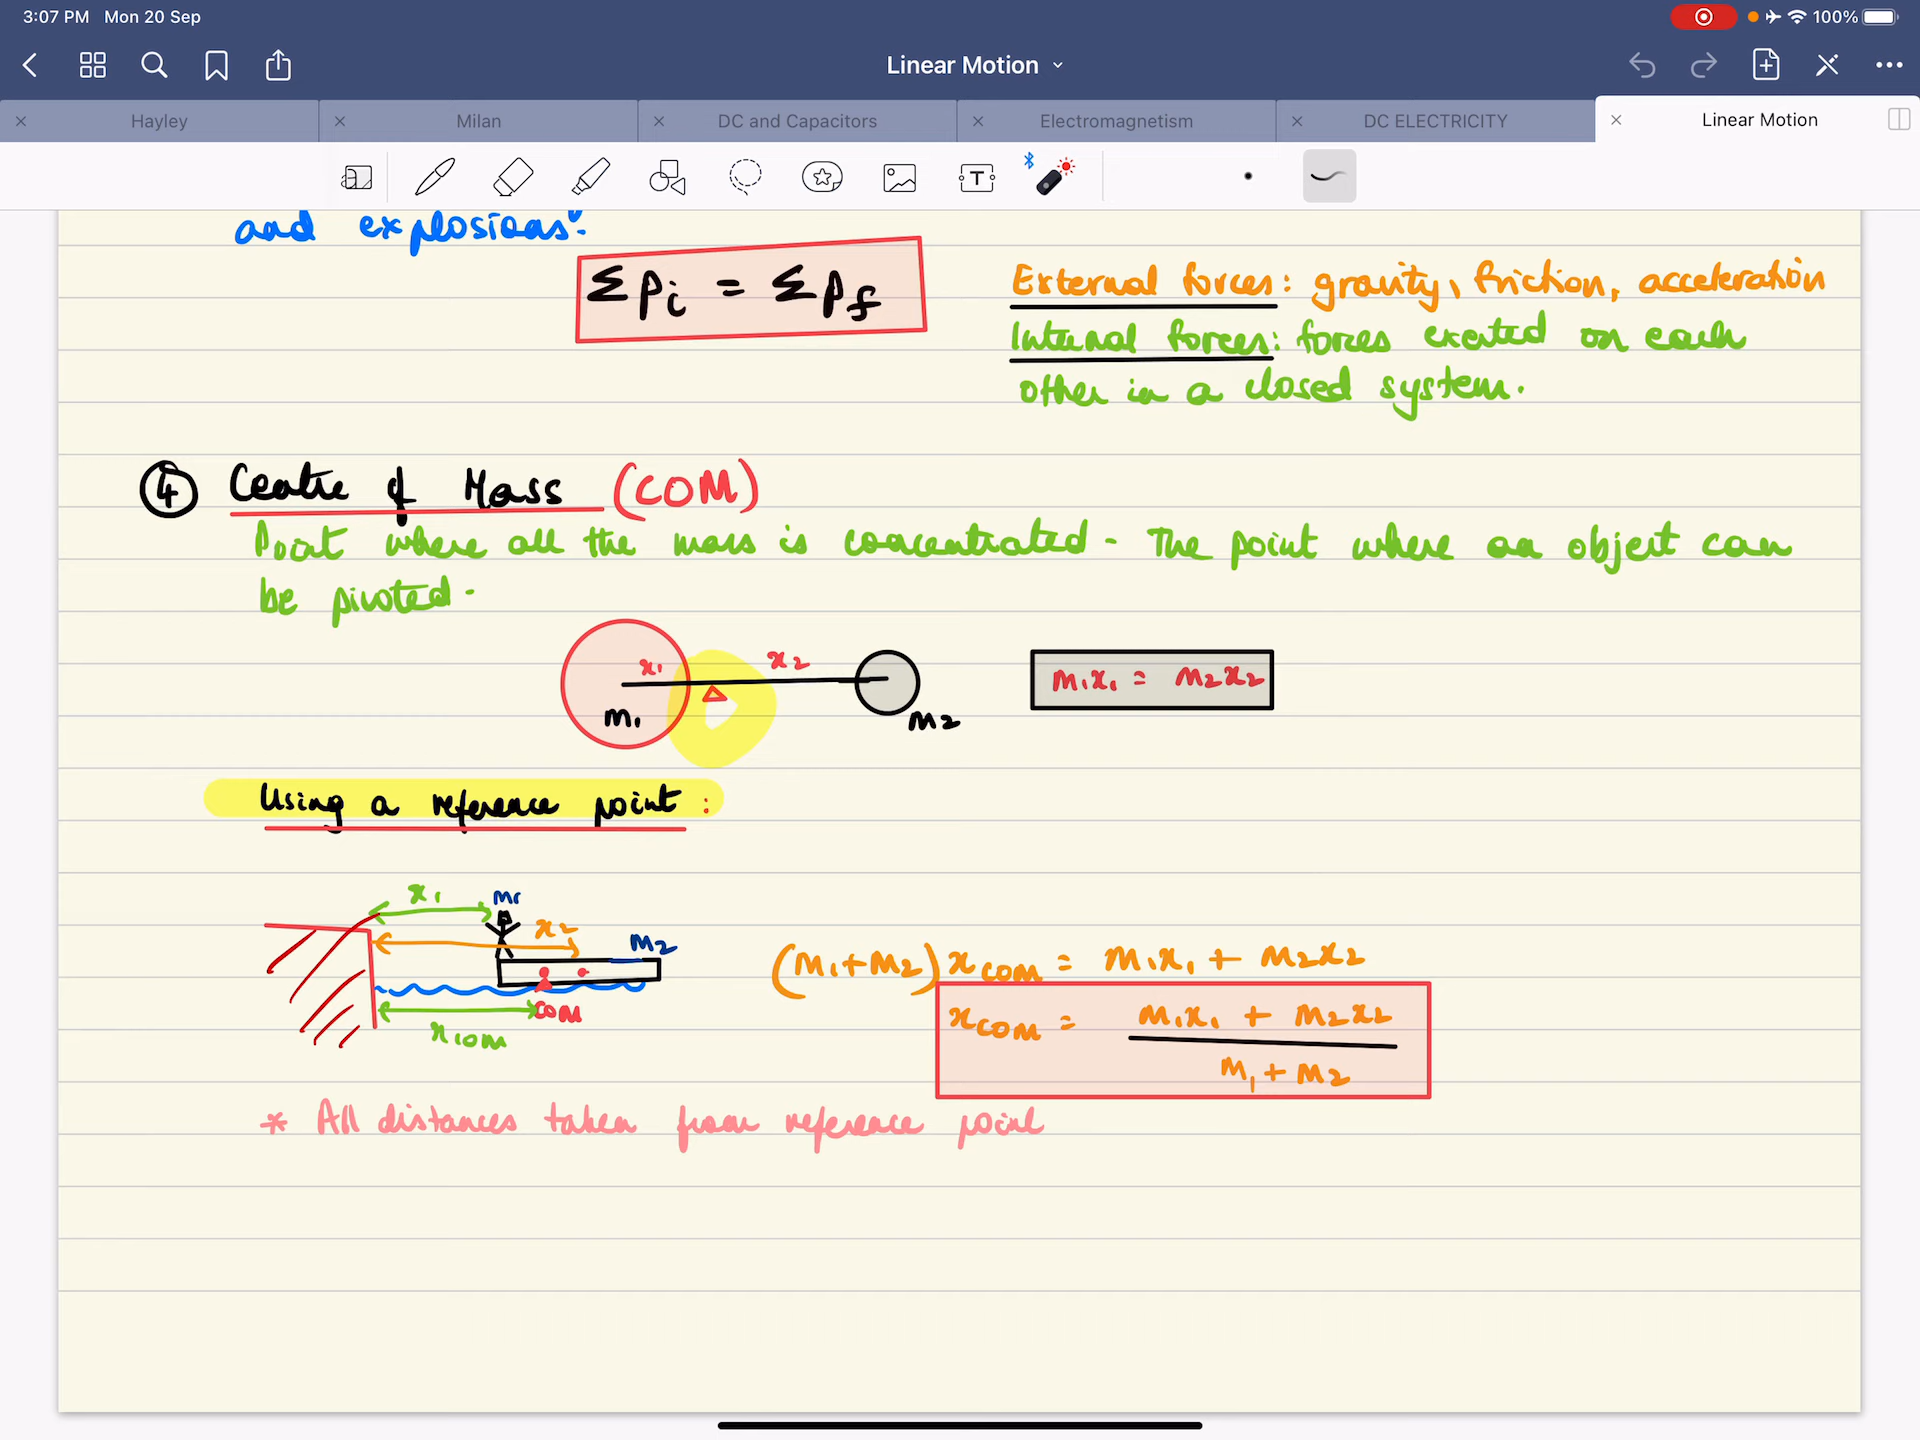 3:07 PM Mon 20 Sep
100%
Linear Motion
Hayley
Milan
DC and Capacitors
Electromagnetism
DC ELECTRICITY
Linear Motion
and explosions:
Σpi = Σpf
External forces: gravity, friction, acceleration
Internal forces: forces exerted on each
other in a closed system.
④ Centre of Mass (COM)
Point where all the mass is concentrated - The point where an object can
be pivoted.
x₁ x₂
m₁
m₂
m₁x₁ = m₂x₂
Using a reference point:
x₁ m₁
x₂
m₂
COM
xCOM
(m₁+m₂)xCOM = m₁x₁ + m₂x₂
xCOM = m₁x₁ + m₂x₂
m₁ + m₂
* All distances taken from reference point